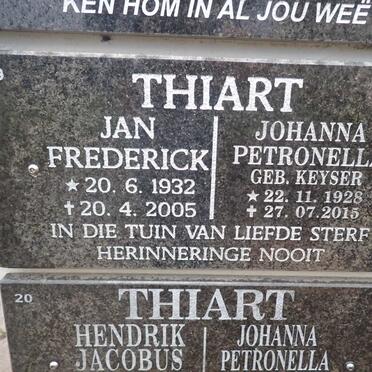 KEN HOM IN AL JOU WEË
THIART
JAN FREDERICK
★ 20. 6. 1932
✝ 20. 4. 2005
JOHANNA PETRONELLA
GEB. KEYSER
★ 22. 11. 1928
✝ 27. 07. 2015
IN DIE TUIN VAN LIEFDE STERF
HERINNERINGE NOOIT
20
THIART
HENDRIK
JACOBUS
JOHANNA
PETRONELLA